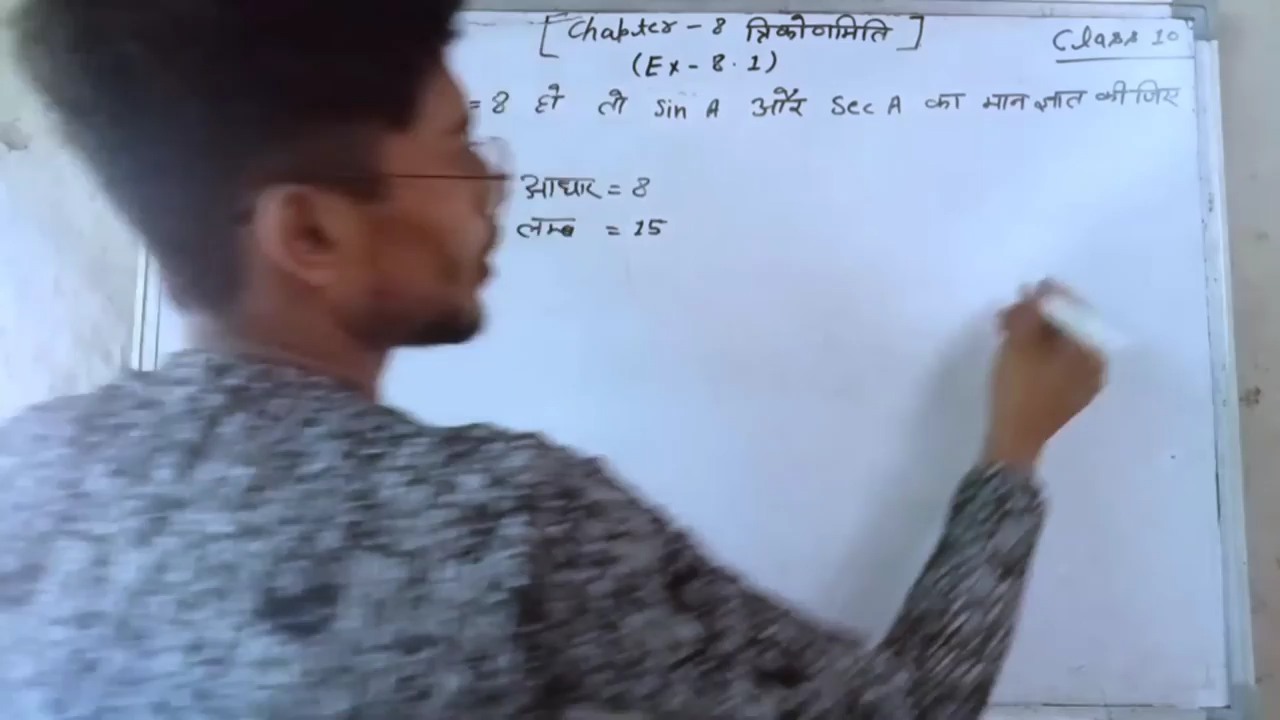 [Chapter - 8 त्रिकोणमिति]
Class 10
(Ex - 8.1)
= 8 हो तो Sin A और Sec A का मान ज्ञात कीजिए
आधार = 8
लम्ब = 15